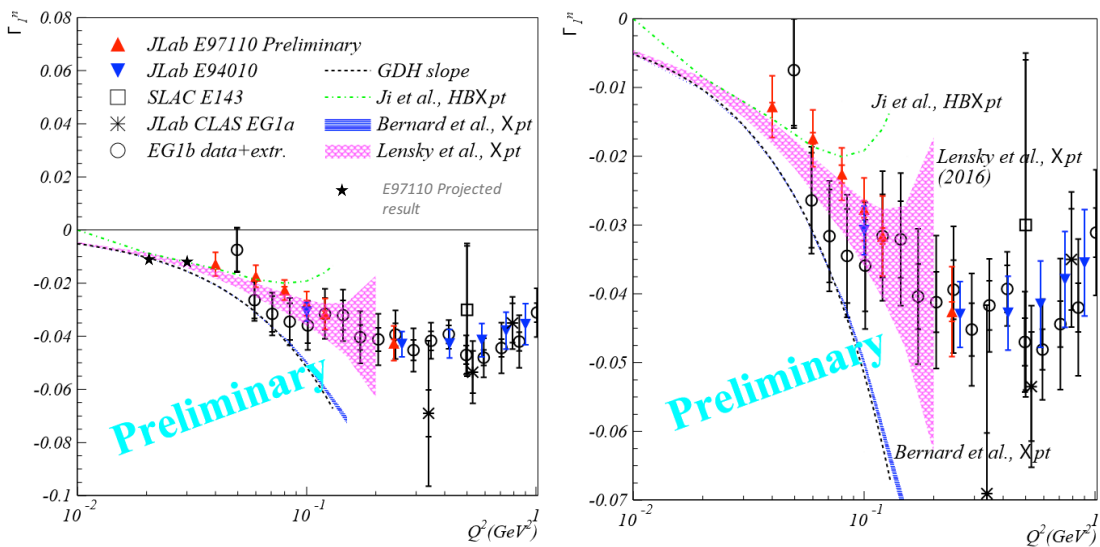 Γ₁ⁿ
0.08
0.06
0.04
0.02
0
-0.02
-0.04
-0.06
-0.08
-0.1
JLab E97110 Preliminary
JLab E94010
SLAC E143
JLab CLAS EG1a
EG1b data+extr.
GDH slope
Ji et al., HBXpt
Bernard et al., Xpt
Lensky et al., Xpt
E97110 Projected
result
Preliminary
10⁻²
10⁻¹
1
Q²(GeV²)
Γ₁ⁿ
0
-0.01
-0.02
-0.03
-0.04
-0.05
-0.06
-0.07
Ji et al., HBXpt
Lensky et al., Xpt
(2016)
Preliminary
Bernard et al., Xpt
10⁻²
10⁻¹
1
Q²(GeV²)